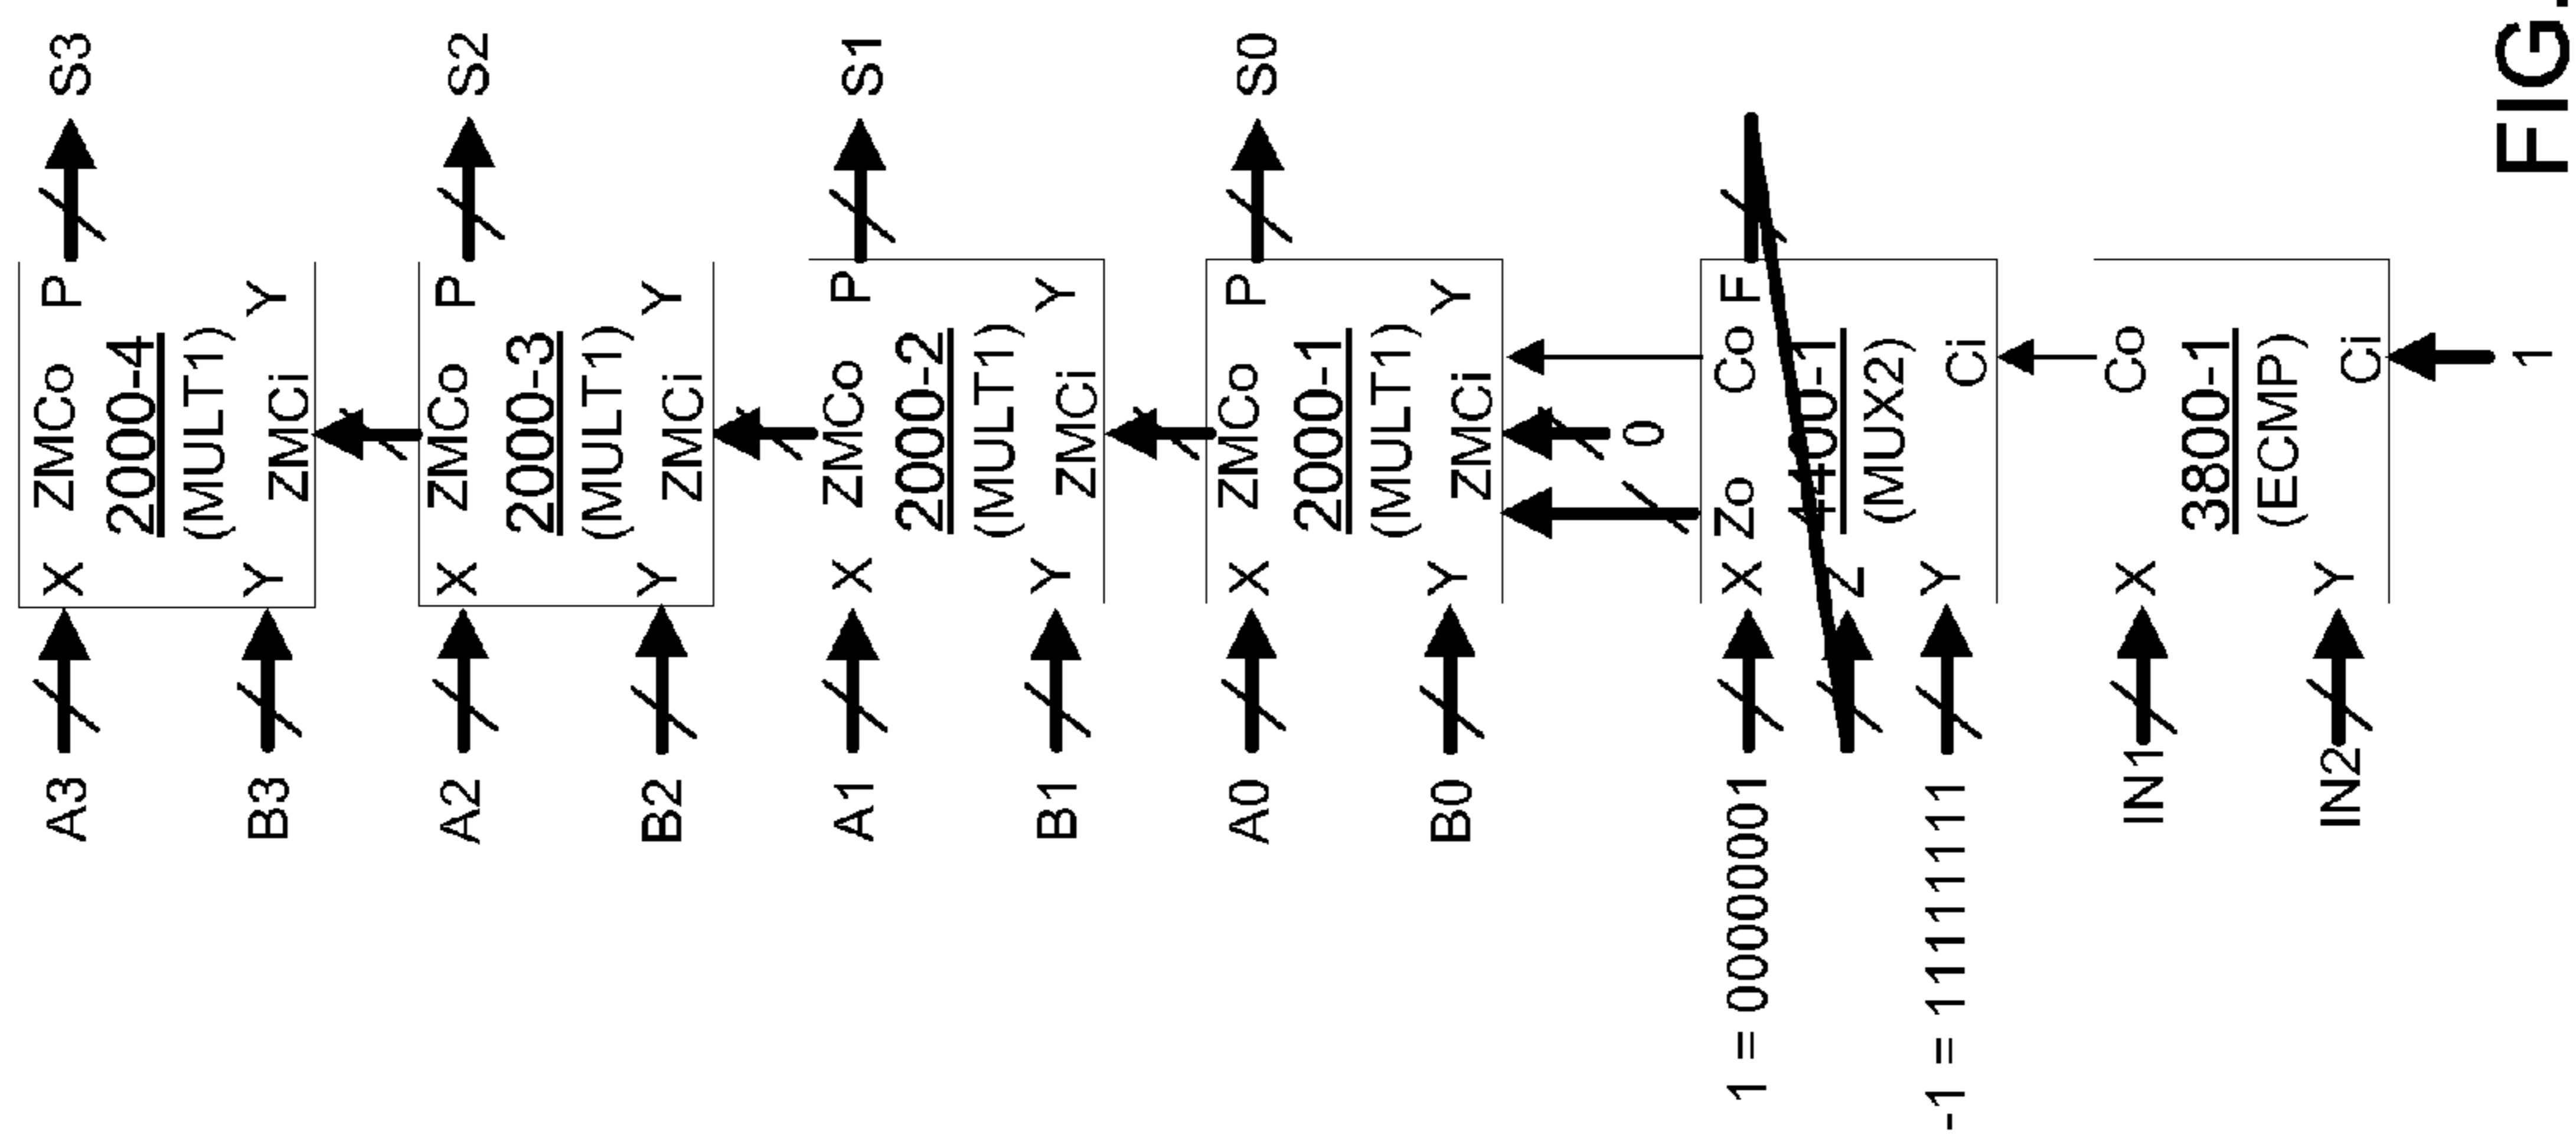 A3 X ZMCo P S3
2000-4
(MULT1)
B3 Y ZMCi Y
A2 X ZMCo P S2
2000-3
(MULT1)
B2 Y ZMCi Y
A1 X ZMCo P S1
2000-2
(MULT1)
B1 Y ZMCi Y
A0 X ZMCo P S0
2000-1
(MULT1)
B0 Y ZMCi Y
0
1 = 00000001 X Zo Co F
4400-1
Z
(MUX2)
-1 = 11111111 Y Ci
IN1 X Co
3800-1
(ECMP)
IN2 Y Ci
1
FIG.